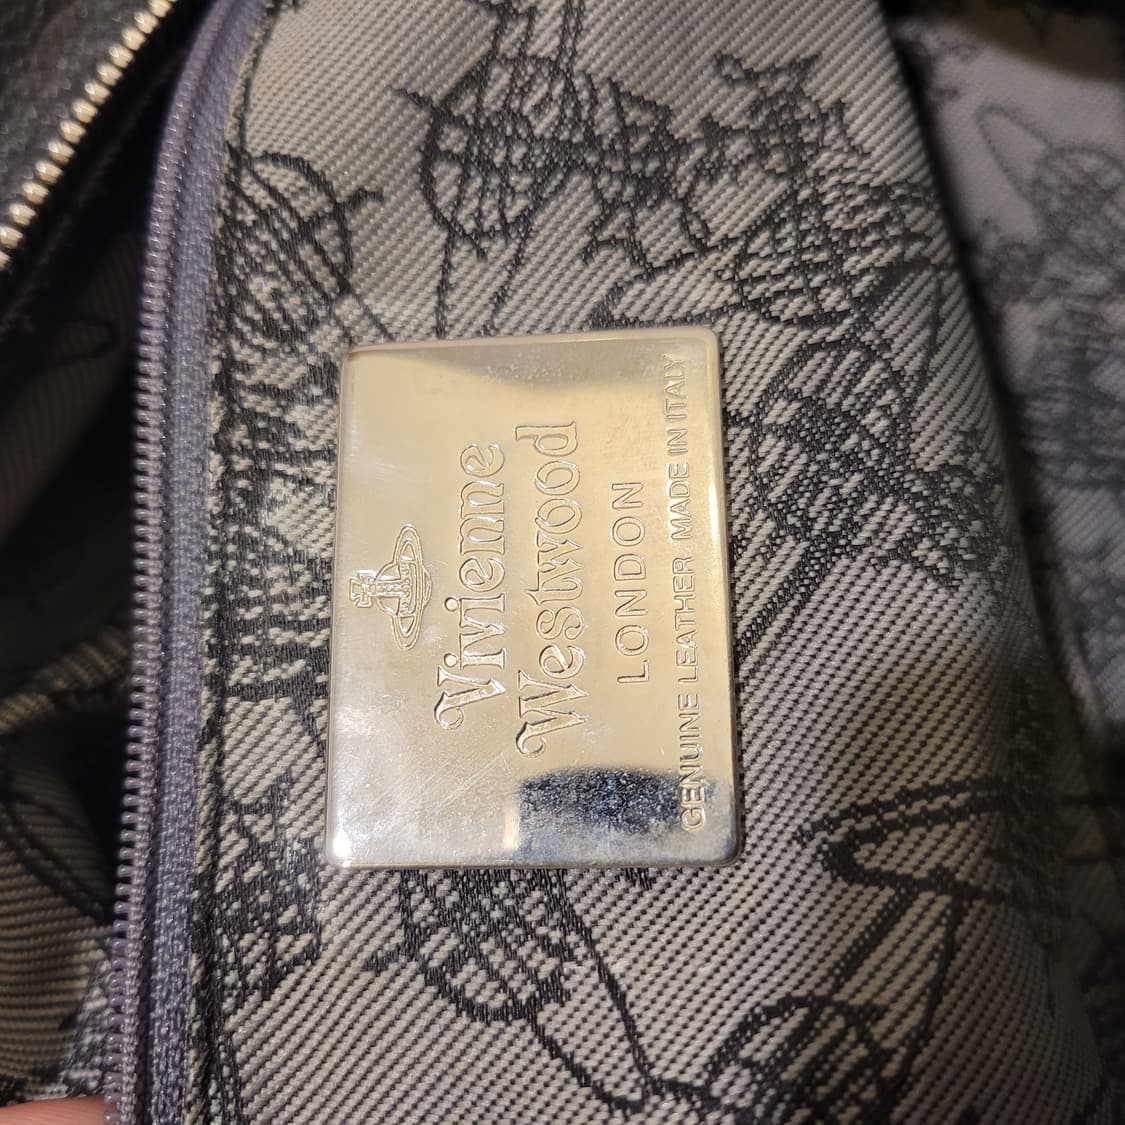 Vivienne
Westwood
LONDON
GENUINE LEATHER MADE IN ITALY